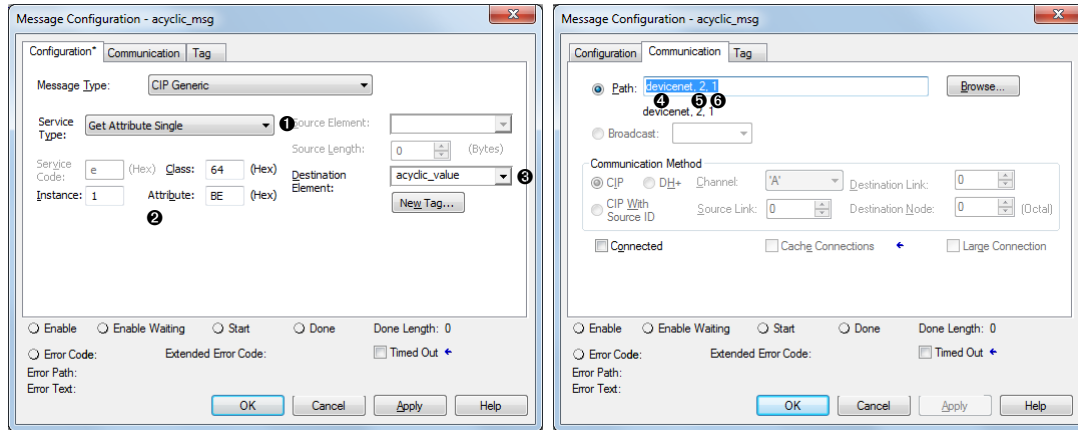 Message Configuration - acyclic_msg
Configuration* Communication Tag
Message Type: CIP Generic
Service Type: Get Attribute Single ❶ Source Element:
Source Length: 0 (Bytes)
Service Code: e (Hex) Class: 64 (Hex) Destination Element: acyclic_value ❸
Instance: 1 Attribute: BE (Hex) New Tag...
❷
Enable Enable Waiting Start Done Done Length: 0
Error Code: Extended Error Code: Timed Out ←
Error Path:
Error Text:
OK Cancel Apply Help
Message Configuration - acyclic_msg
Configuration Communication Tag
Path: devicenet, 2, 1 Browse...
❹ ❺ ❻
devicenet, 2, 1
Broadcast:
Communication Method
CIP DH+ Channel: 'A' Destination Link: 0
CIP With Source ID Source Link: 0 Destination Node: 0 (Octal)
Connected Cache Connections ← Large Connection
Enable Enable Waiting Start Done Done Length: 0
Error Code: Extended Error Code: Timed Out ←
Error Path:
Error Text:
OK Cancel Apply Help